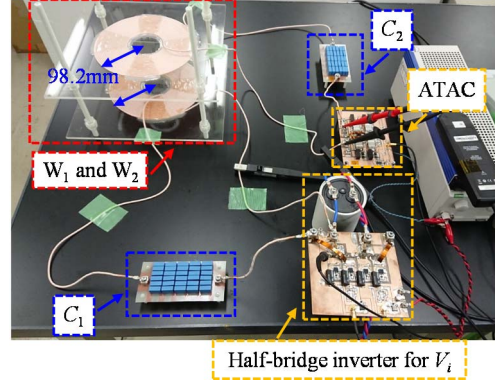 C₂
98.2mm
ATAC
W₁ and W₂
C₁
Half-bridge inverter for Vᵢ